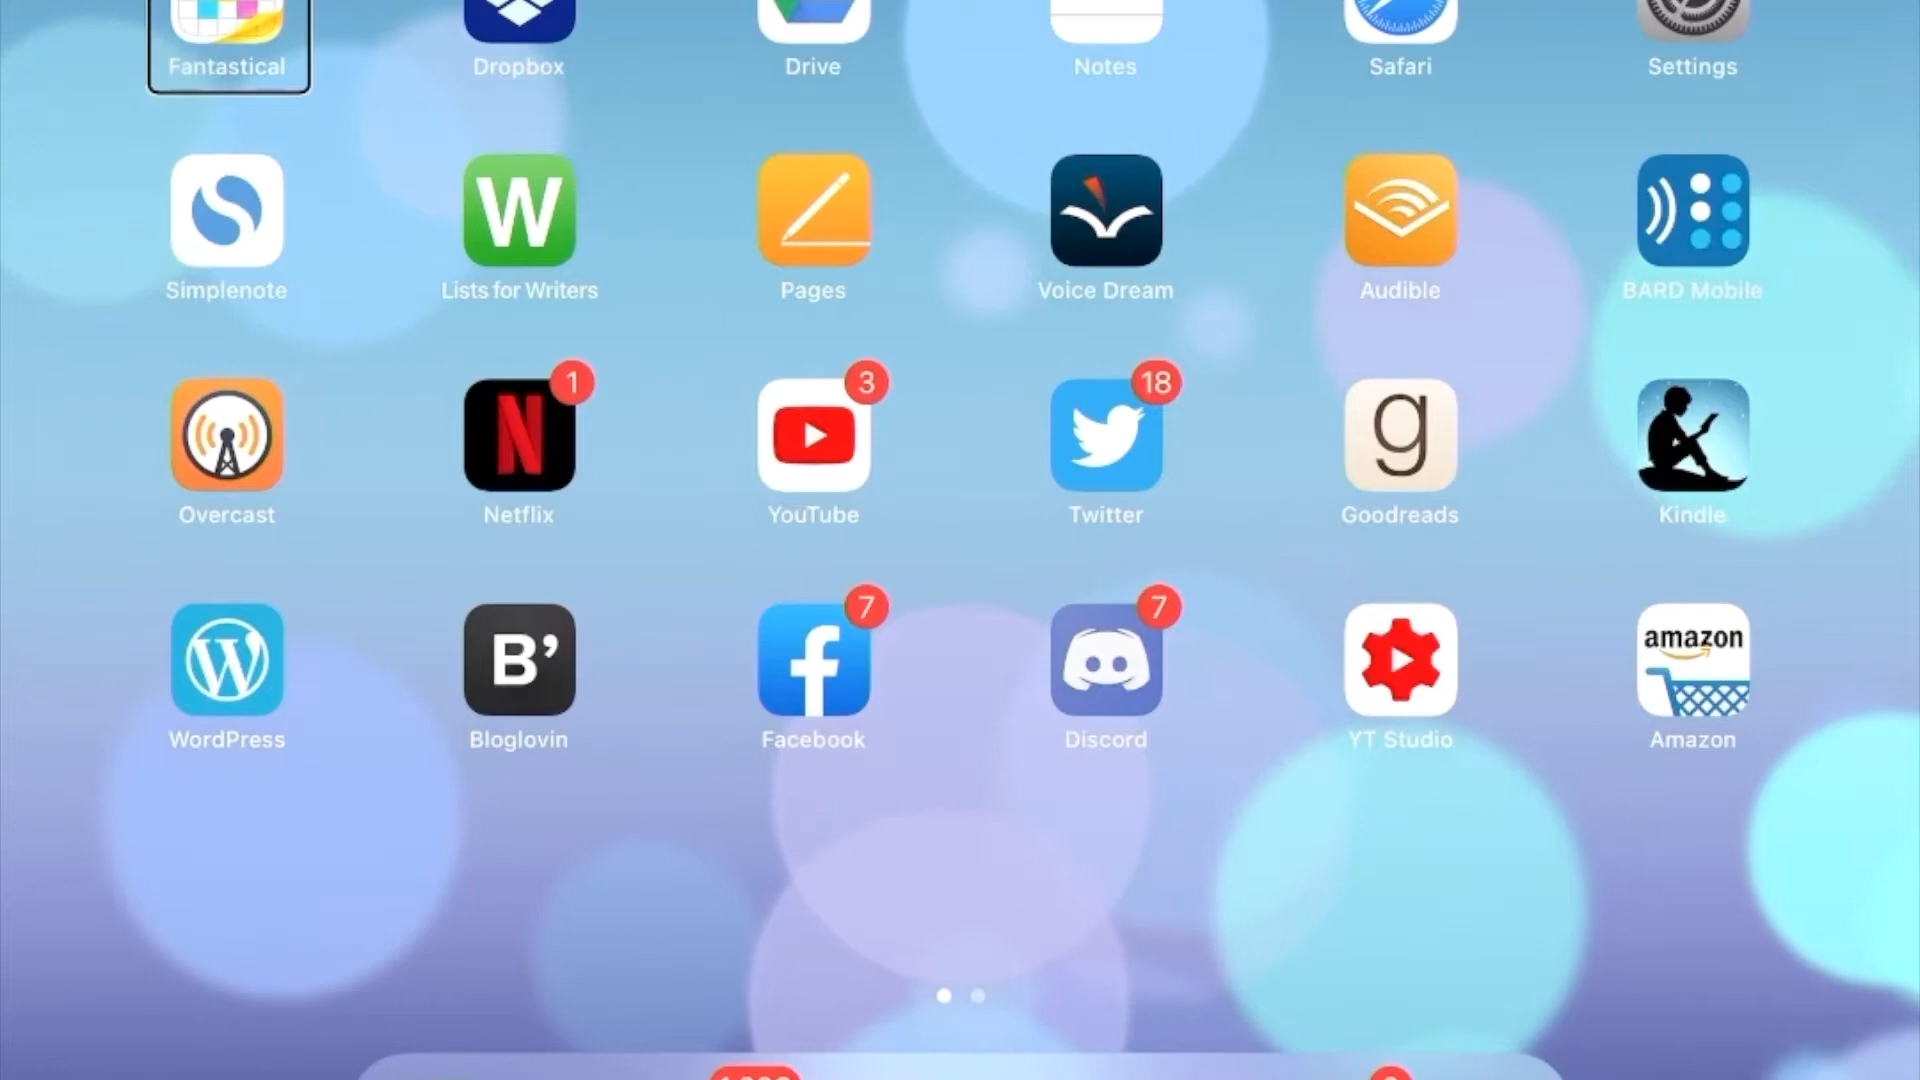 Fantastical Dropbox Drive Notes Safari Settings
W
Simplenote Lists for Writers Pages Voice Dream Audible BARD Mobile
1 3 18
N g
Overcast Netflix YouTube Twitter Goodreads Kindle
7 7
W B’ f amazon
WordPress Bloglovin Facebook Discord YT Studio Amazon